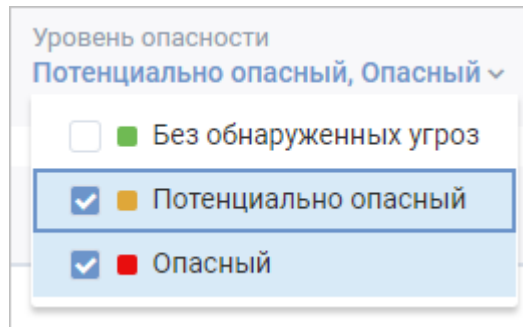 Уровень опасности
Потенциально опасный, Опасный
Без обнаруженных угроз
Потенциально опасный
Опасный